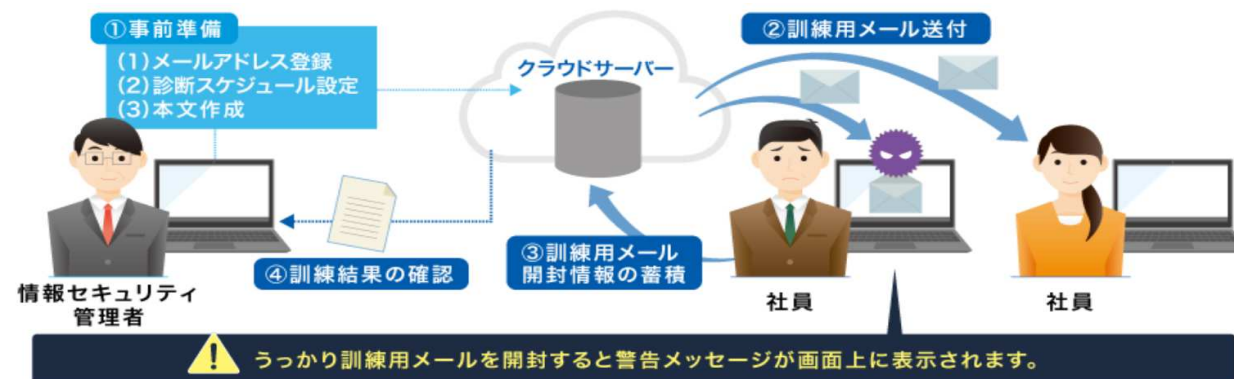 ①事前準備
(1)メールアドレス登録
(2)診断スケジュール設定
(3)本文作成
クラウドサーバー
②訓練用メール送付
③訓練用メール
開封情報の蓄積
④訓練結果の確認
情報セキュリティ
管理者
社員
社員
うっかり訓練用メールを開封すると警告メッセージが画面上に表示されます。